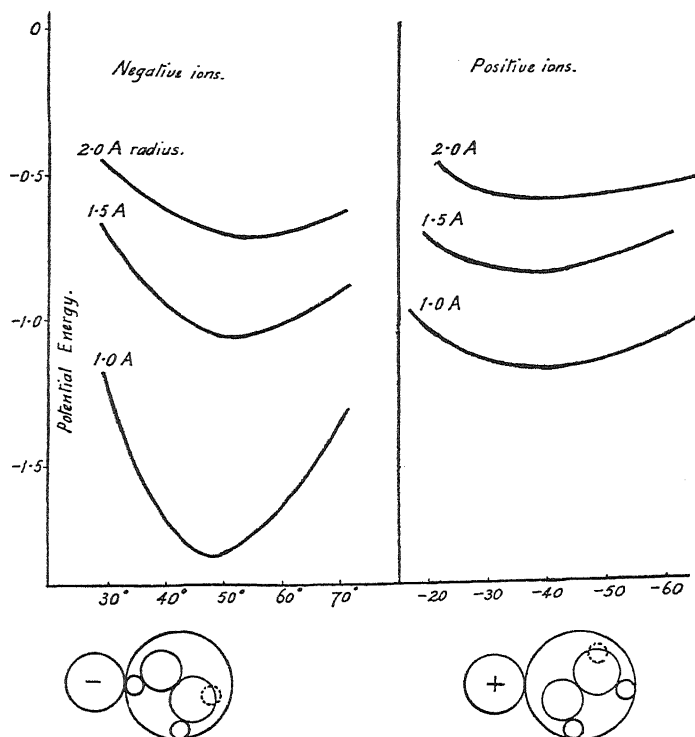 0
Negative ions.
Positive ions.
2·0 A radius.
2·0 A
-0.5
1·5 A
1·5 A
1·0 A
-1·0
1·0 A
Potential Energy.
-1·5
30° 40° 50° 60° 70°
-20 -30 -40 -50 -60
-
+